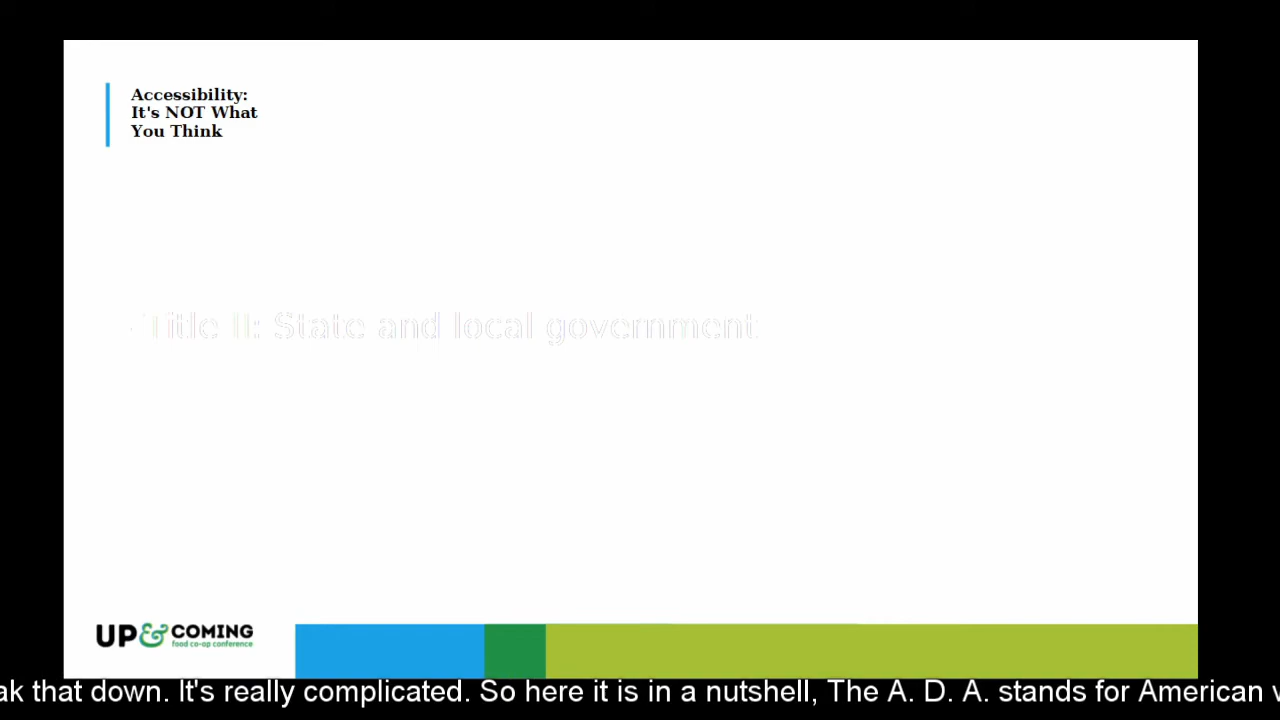 Accessibility:
It's NOT What
You Think
Title II: State and local government
UP & COMING
food co-op conference
ak that down. It's really complicated. So here it is in a nutshell, The A. D. A. stands for American